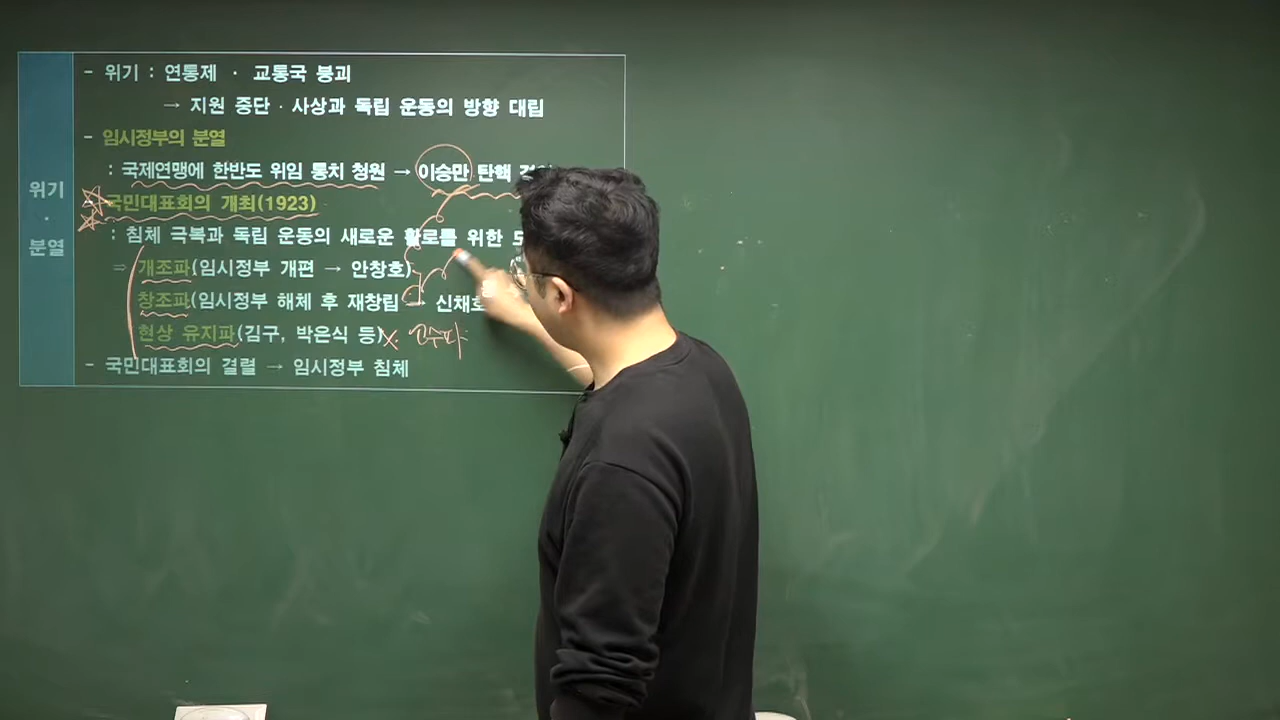 위기
·
분열
- 위기 : 연통제 · 교통국 붕괴
→ 지원 중단 · 사상과 독립 운동의 방향 대립
- 임시정부의 분열
: 국제연맹에 한반도 위임 통치 청원 → 이승만 탄핵
- 국민대표회의 개최(1923)
: 침체 극복과 독립 운동의 새로운 활로를 위한
⇒ 개조파(임시정부 개편 → 안창호)
창조파(임시정부 해체 후 재창립 → 신채호
현상 유지파(김구, 박은식 등) X. 고수파
- 국민대표회의 결렬 → 임시정부 침체